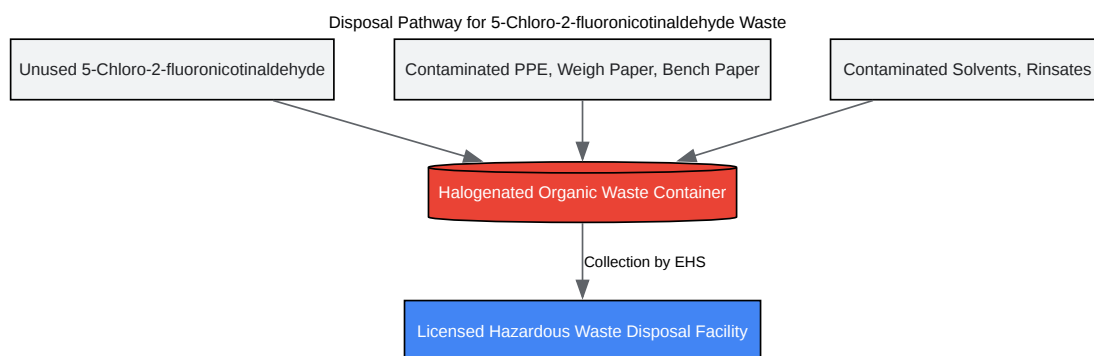 Disposal Pathway for 5-Chloro-2-fluoronicotinaldehyde Waste
Unused 5-Chloro-2-fluoronicotinaldehyde
Contaminated PPE, Weigh Paper, Bench Paper
Contaminated Solvents, Rinsates
Halogenated Organic Waste Container
Collection by EHS
Licensed Hazardous Waste Disposal Facility